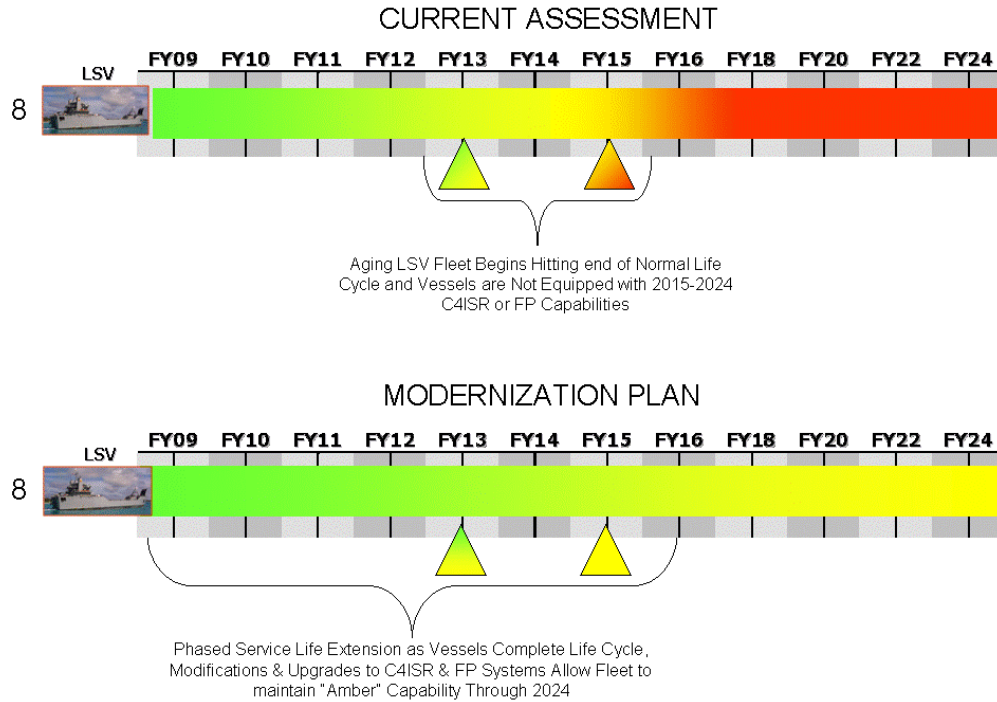 CURRENT ASSESSMENT
LSV FY09 FY10 FY11 FY12 FY13 FY14 FY15 FY16 FY18 FY20 FY22 FY24
8
Aging LSV Fleet Begins Hitting end of Normal Life
Cycle and Vessels are Not Equipped with 2015-2024
C4ISR or FP Capabilities
MODERNIZATION PLAN
LSV FY09 FY10 FY11 FY12 FY13 FY14 FY15 FY16 FY18 FY20 FY22 FY24
8
Phased Service Life Extension as Vessels Complete Life Cycle,
Modifications & Upgrades to C4ISR & FP Systems Allow Fleet to
maintain "Amber" Capability Through 2024